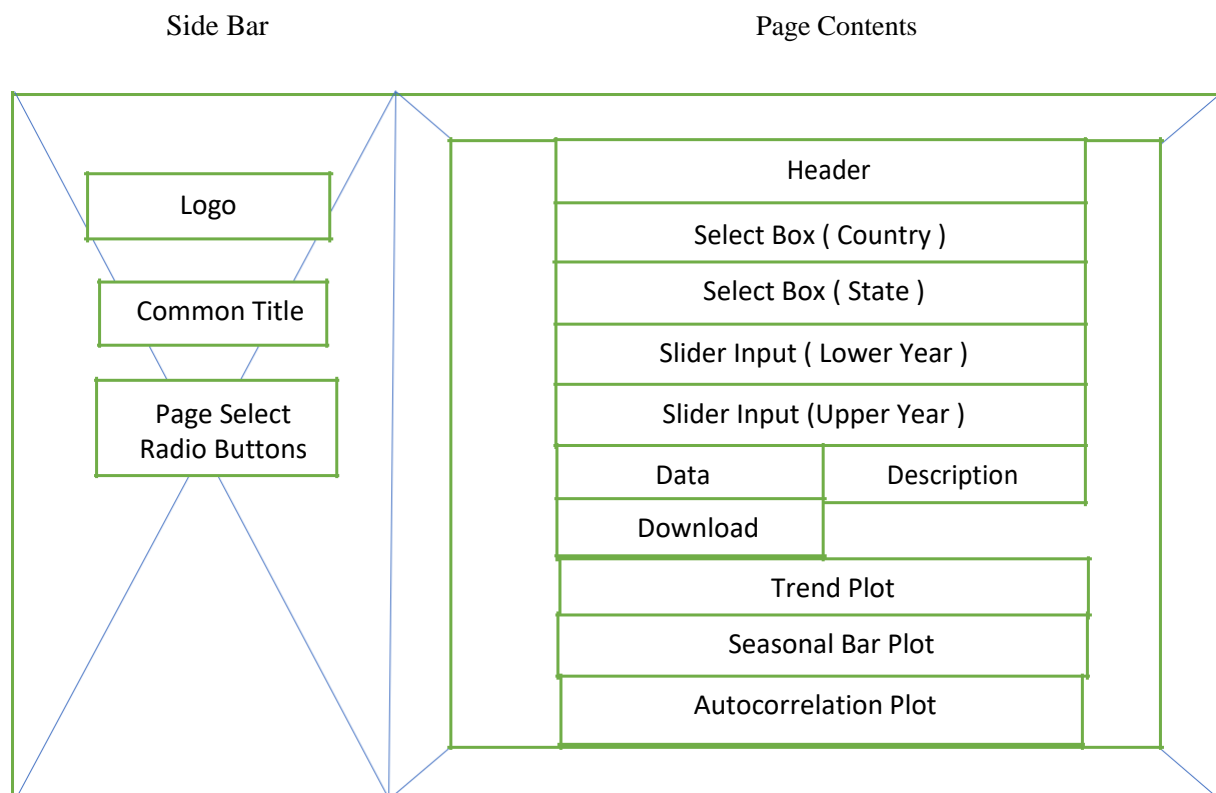 Side Bar
Page Contents
Logo
Common Title
Page Select
Radio Buttons
Header
Select Box ( Country )
Select Box ( State )
Slider Input ( Lower Year )
Slider Input (Upper Year )
Data
Description
Download
Trend Plot
Seasonal Bar Plot
Autocorrelation Plot